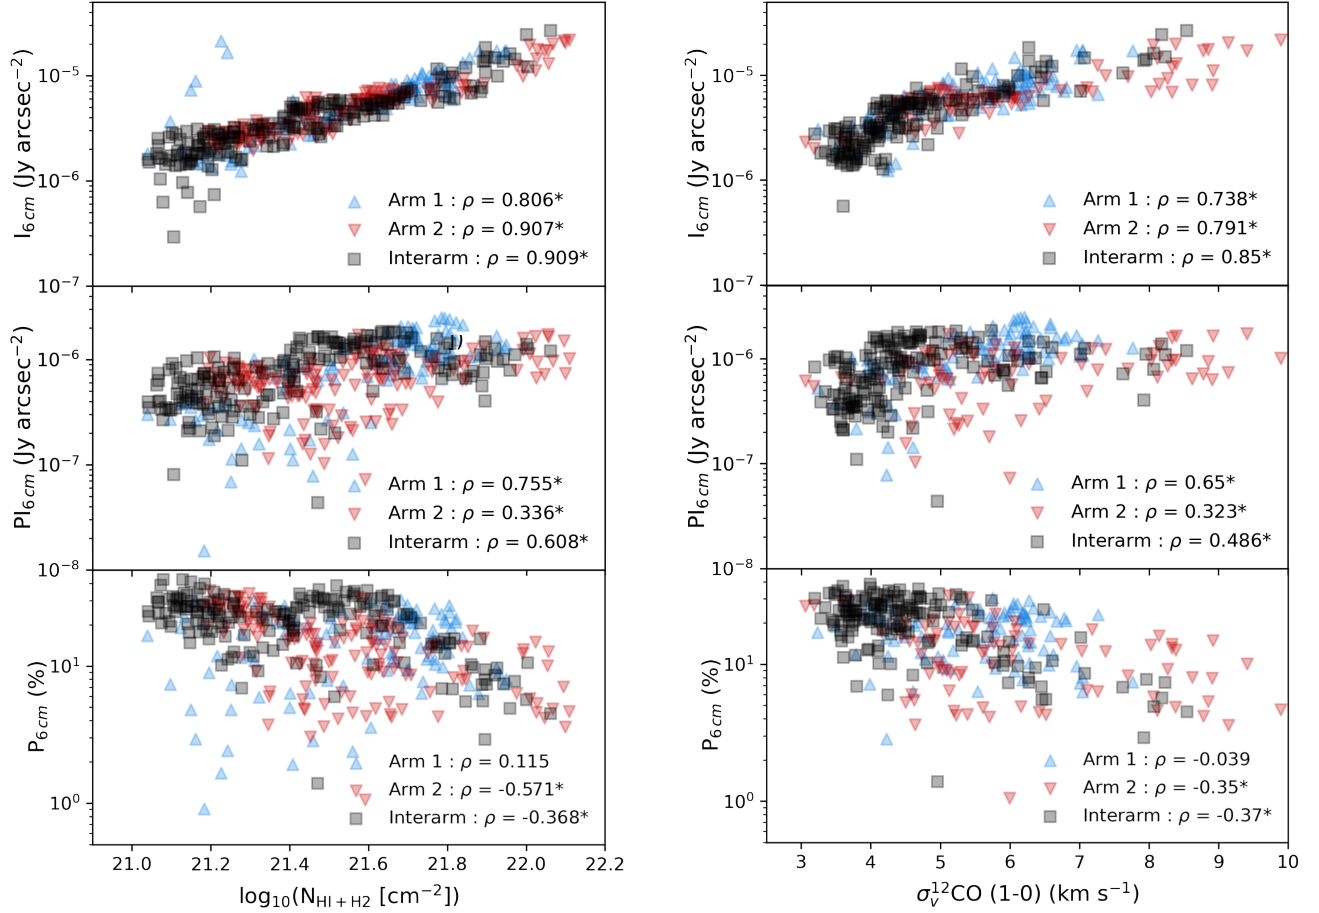 I6cm (Jy arcsec−2)
10−5
10−6
10−7
Arm 1 : ρ = 0.806*
Arm 2 : ρ = 0.907*
Interarm : ρ = 0.909*
I6cm (Jy arcsec−2)
10−5
10−6
10−7
Arm 1 : ρ = 0.738*
Arm 2 : ρ = 0.791*
Interarm : ρ = 0.85*
PI6cm (Jy arcsec−2)
10−6
10−7
10−8
Arm 1 : ρ = 0.755*
Arm 2 : ρ = 0.336*
Interarm : ρ = 0.608*
PI6cm (Jy arcsec−2)
10−6
10−7
10−8
Arm 1 : ρ = 0.65*
Arm 2 : ρ = 0.323*
Interarm : ρ = 0.486*
P6cm (%)
101
100
Arm 1 : ρ = 0.115
Arm 2 : ρ = -0.571*
Interarm : ρ = -0.368*
21.0 21.2 21.4 21.6 21.8 22.0 22.2
log10(NHI+H2 [cm−2])
P6cm (%)
101
100
Arm 1 : ρ = -0.039
Arm 2 : ρ = -0.35*
Interarm : ρ = -0.37*
3 4 5 6 7 8 9 10
σv12CO (1-0) (km s−1)